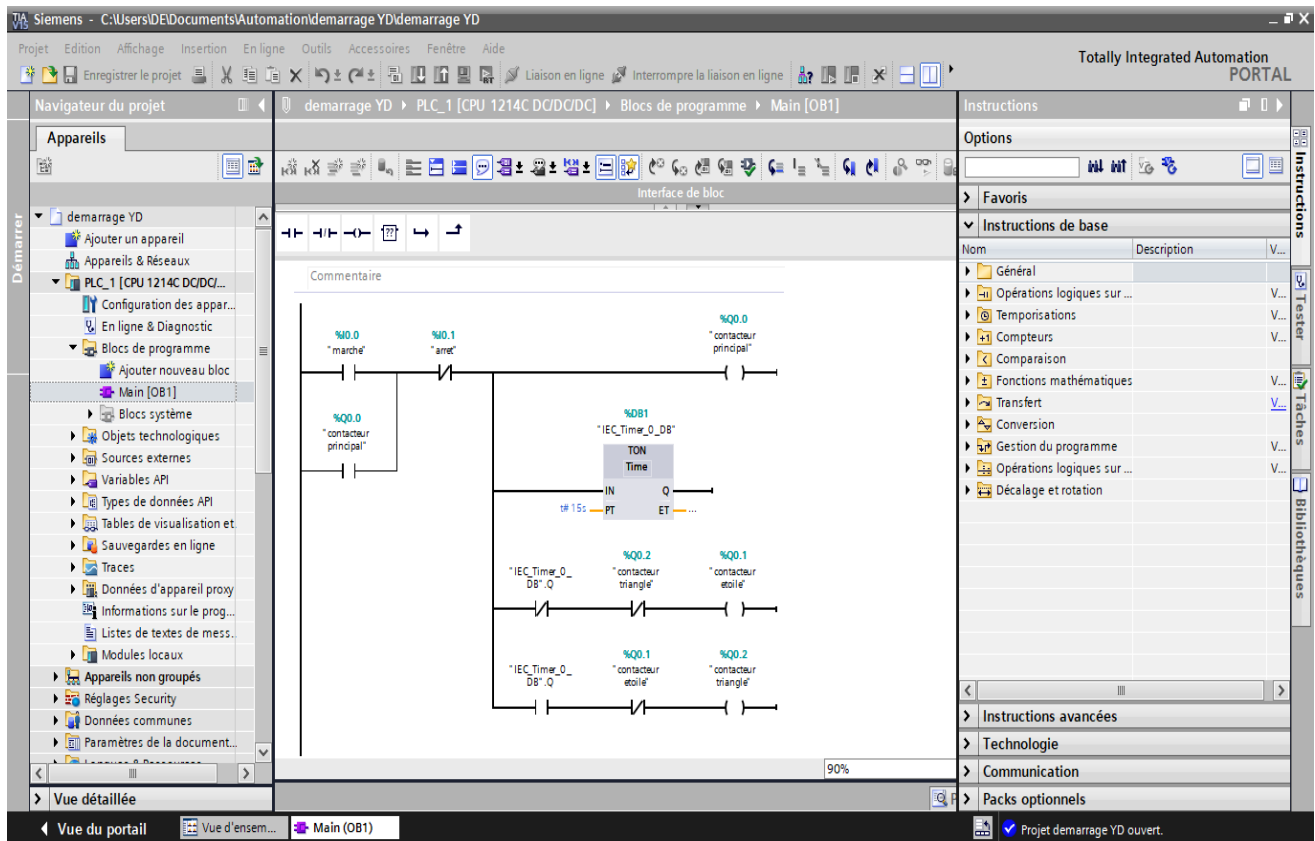 Siemens - C:\Users\DE\Documents\Automation\demarrage YD\demarrage YD
Projet Edition Affichage Insertion En ligne Outils Accessoires Fenêtre Aide
Enregistrer le projet
Liaison en ligne
Interrompre la liaison en ligne
Totally Integrated Automation
PORTAL
Navigateur du projet
demarrage YD
PLC_1 [CPU 1214C DC/DC/DC]
Blocs de programme
Main [OB1]
Instructions
Appareils
Options
Interface de bloc
Démarrer
demarrage YD
Ajouter un appareil
Appareils & Réseaux
PLC_1 [CPU 1214C DC/DC/...
Configuration des appar...
En ligne & Diagnostic
Blocs de programme
Ajouter nouveau bloc
Main [OB1]
Blocs système
Objets technologiques
Sources externes
Variables API
Types de données API
Tables de visualisation et
Sauvegardes en ligne
Traces
Données d'appareil proxy
Informations sur le prog...
Listes de textes de mess..
Modules locaux
Appareils non groupés
Réglages Security
Données communes
Paramètres de la document...
Vue détaillée
??
Commentaire
%I0.0
"marche"
%I0.1
"arret"
%Q0.0
"contacteur
principal"
%Q0.0
"contacteur
principal"
%DB1
"IEC_Timer_0_DB"
TON
Time
IN Q
t# 15s PT ET ...
"IEC_Timer_0_
DB".Q
%Q0.2
"contacteur
triangle"
%Q0.1
"contacteur
etoile"
"IEC_Timer_0_
DB".Q
%Q0.1
"contacteur
etoile"
%Q0.2
"contacteur
triangle"
90%
Favoris
Instructions de base
Nom Description V...
Général
Opérations logiques sur ... V...
Temporisations V...
Compteurs V...
Comparaison
Fonctions mathématiques V...
Transfert V...
Conversion
Gestion du programme V...
Opérations logiques sur ... V...
Décalage et rotation
Instructions avancées
Technologie
Communication
Packs optionnels
Instructions
Tester
Tâches
Bibliothèques
Vue du portail
Vue d'ensem...
Main (OB1)
Projet demarrage YD ouvert.